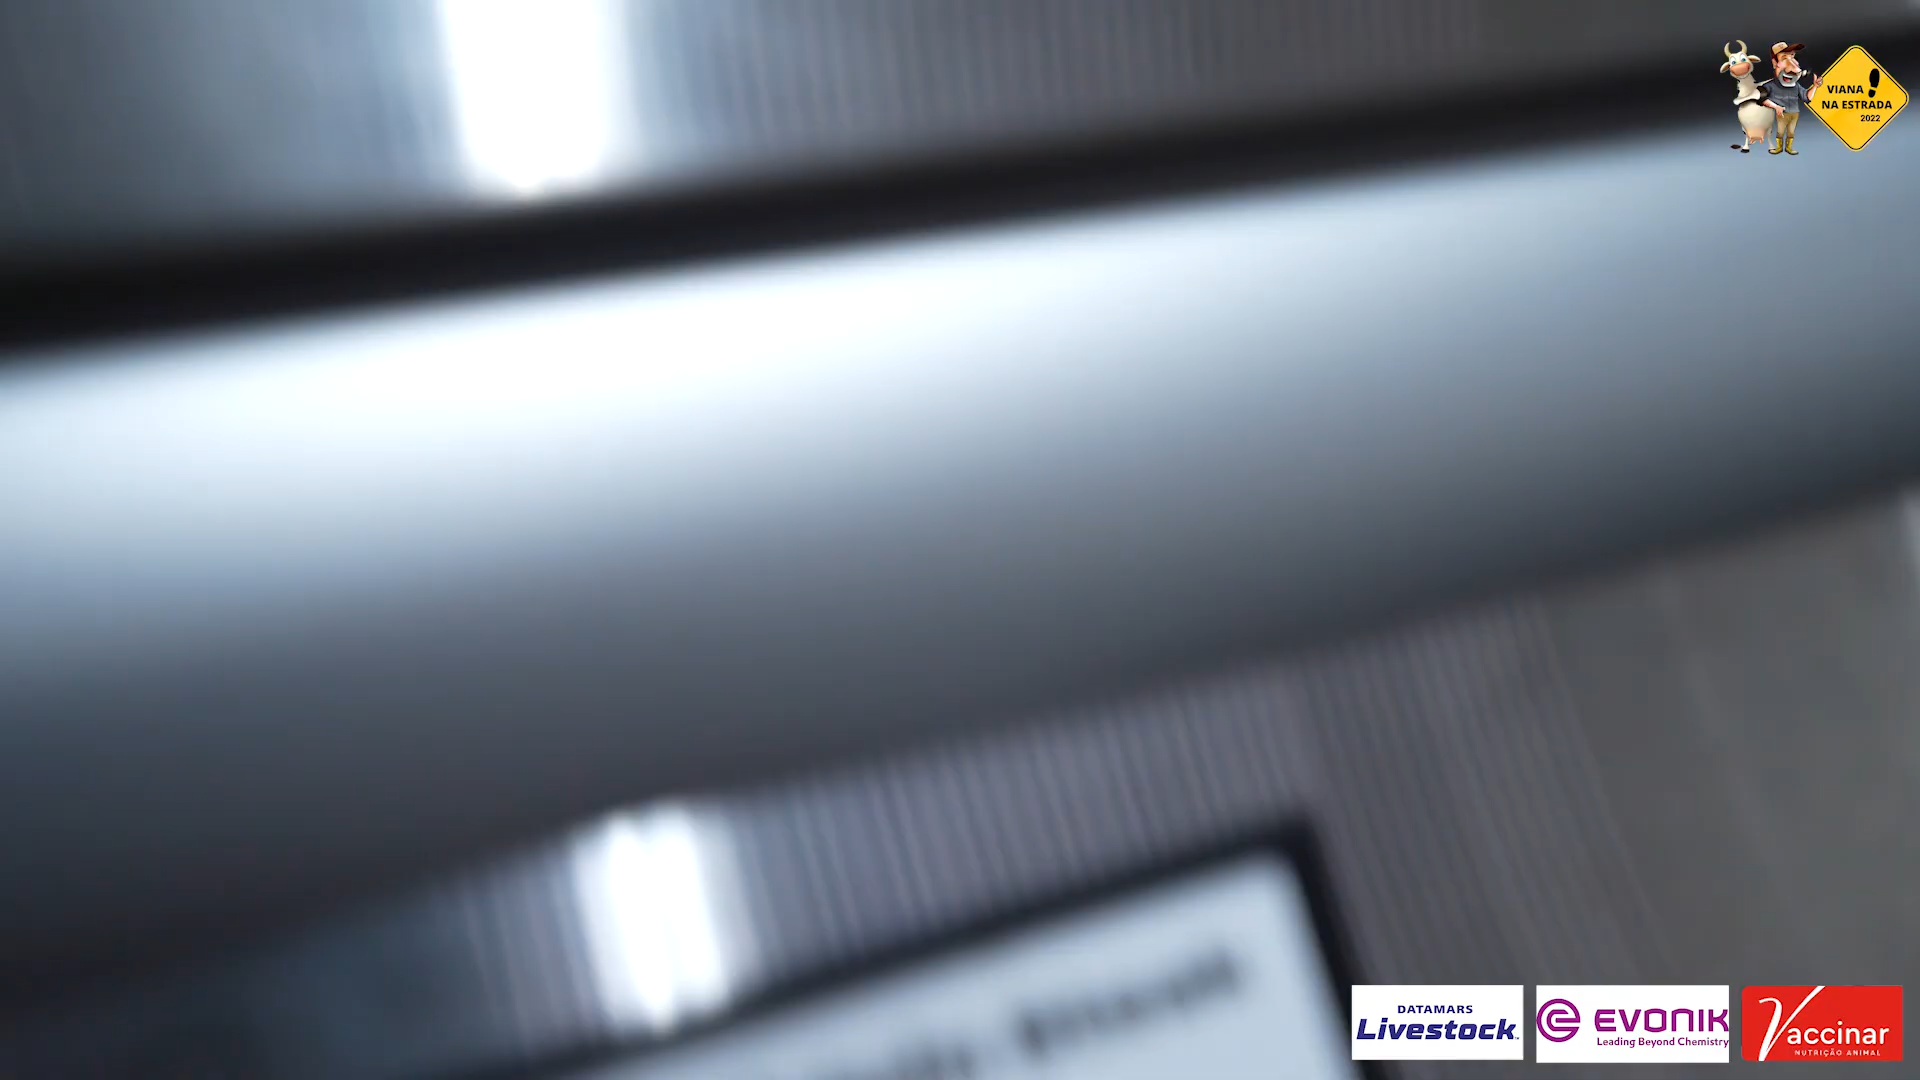 VIANA
NA ESTRADA
2022
DATAMARS
Livestock
EVONIK
Leading Beyond Chemistry
Vaccinar
NUTRIÇÃO ANIMAL